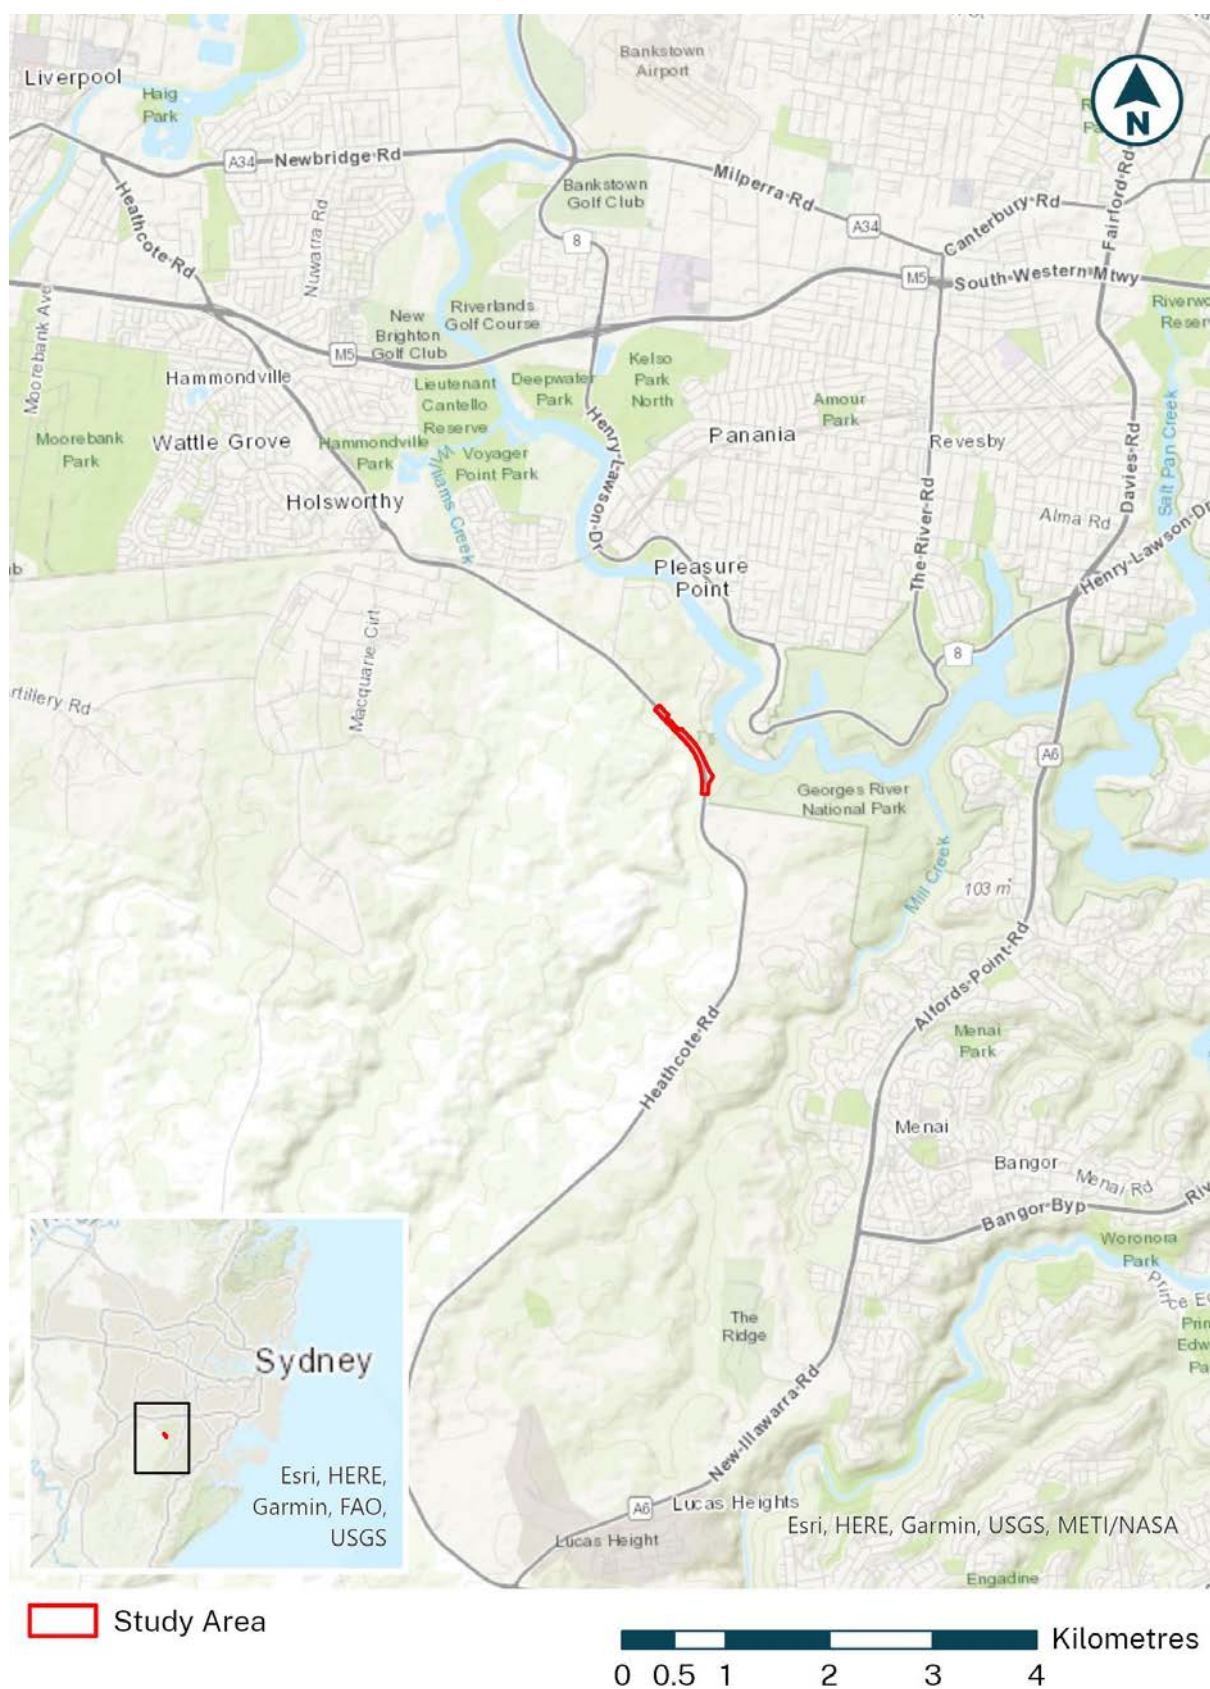 Bankstown
Airport
Liverpool
Haig
Park
N
A34
Newbridge Rd
Milperra Rd
Fairford Rd
Bankstown
Golf Club
Heathcote Rd
Nuwarra Rd
8
A34
Canterbury Rd
M5
South Western Mtwy
Moorebank Ave
New
Brighton
Golf Club
Riverlands
Golf Course
M5
Hammondville
Lieutenant
Cantello
Reserve
Deepwater
Park
Kelso
Park
North
Amour
Park
Moorebank
Park
Wattle Grove
Hammondville
Park
Voyager
Point Park
Panania
Revesby
Henry Lawson Dr
Williams Creek
Davies Rd
Salt Pan Creek
Holsworthy
The River Rd
Alma Rd
Henry Lawson Dr
Pleasure
Point
Macquarie Cirt
8
rtillery Rd
A6
Georges River
National Park
Mill Creek
103 m
Alfords Point Rd
Heathcote Rd
Menai
Park
Menai
Bangor
Menai Rd
Bangor Byp
Woronora
Park
The
Ridge
New Illawarra Rd
Sydney
Esri, HERE,
Garmin, FAO,
USGS
A6
Lucas Heights
Esri, HERE, Garmin, USGS, METI/NASA
Lucas Height
Engadine
Study Area
Kilometres
0 0.5 1 2 3 4